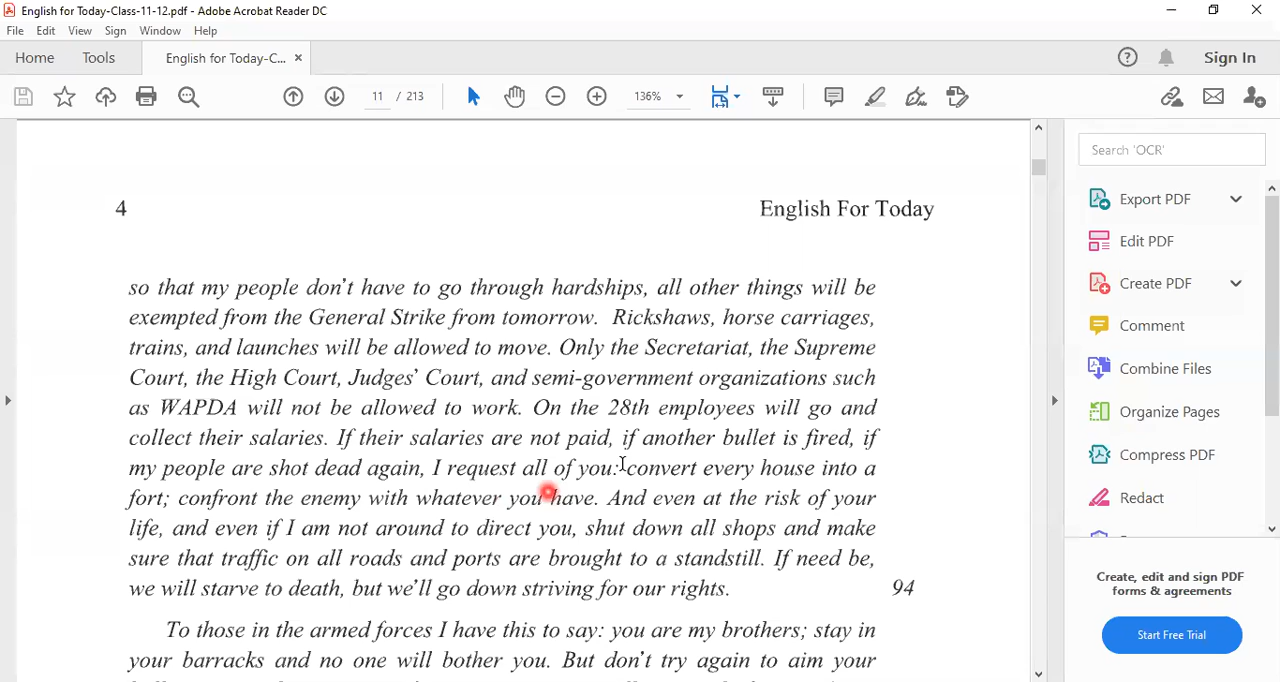 English for Today-Class-11-12.pdf - Adobe Acrobat Reader DC
File Edit View Sign Window Help
Home Tools English for Today-C... × Sign In
11 / 213 136%
Search 'OCR'
4 English For Today
so that my people don't have to go through hardships, all other things will be
exempted from the General Strike from tomorrow. Rickshaws, horse carriages,
trains, and launches will be allowed to move. Only the Secretariat, the Supreme
Court, the High Court, Judges' Court, and semi-government organizations such
as WAPDA will not be allowed to work. On the 28th employees will go and
collect their salaries. If their salaries are not paid, if another bullet is fired, if
my people are shot dead again, I request all of you: convert every house into a
fort; confront the enemy with whatever you have. And even at the risk of your
life, and even if I am not around to direct you, shut down all shops and make
sure that traffic on all roads and ports are brought to a standstill. If need be,
we will starve to death, but we'll go down striving for our rights. 94
To those in the armed forces I have this to say: you are my brothers; stay in
your barracks and no one will bother you. But don't try again to aim your
Export PDF
Edit PDF
Create PDF
Comment
Combine Files
Organize Pages
Compress PDF
Redact
Create, edit and sign PDF
forms & agreements
Start Free Trial